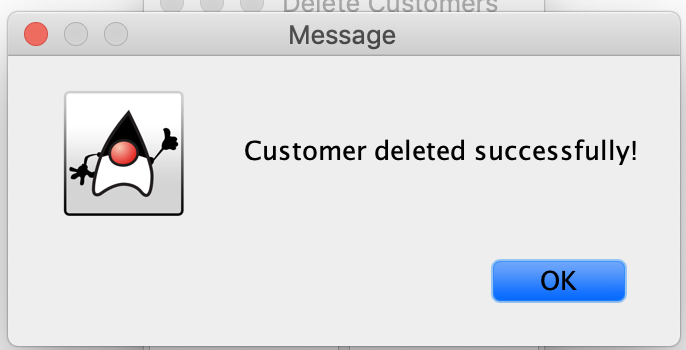 Delete Customers
Message
Customer deleted successfully!
OK